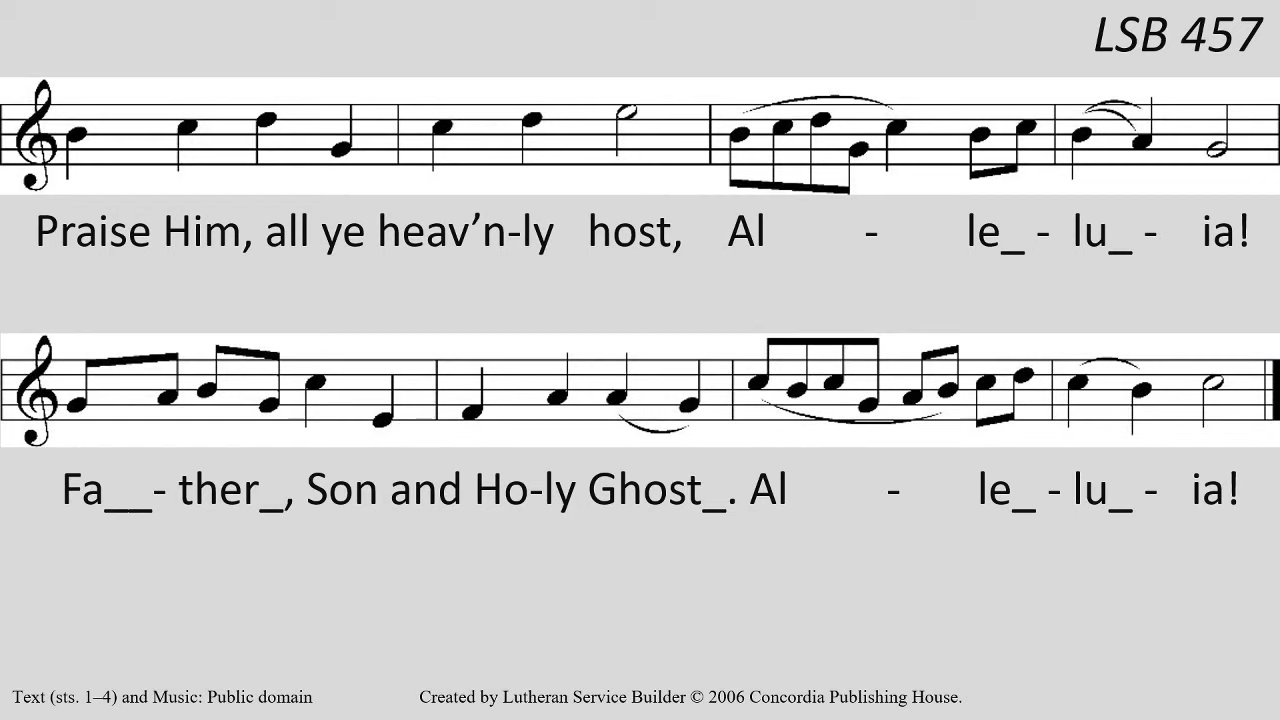 LSB 457
Praise Him, all ye heav’n-ly host, Al - le_ - lu_ - ia!
Fa__- ther_, Son and Ho-ly Ghost_. Al - le_ - lu_ - ia!
Text (sts. 1–4) and Music: Public domain Created by Lutheran Service Builder © 2006 Concordia Publishing House.